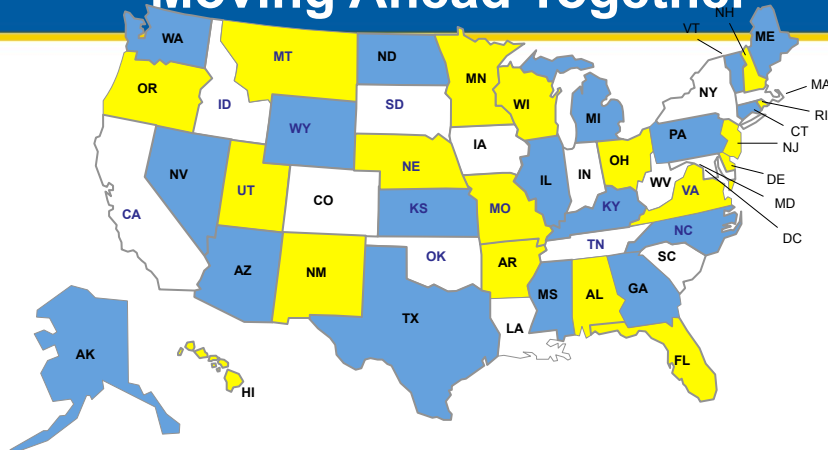 Moving Ahead Together
NH
VT
ME
WA
MT
ND
MN
OR
ID
SD
WI
NY
MA
WY
MI
RI
CT
PA
NJ
IA
NE
OH
NV
UT
IL
IN
WV
VA
DE
CO
MD
CA
KS
MO
KY
DC
NC
TN
OK
SC
AR
AZ
NM
MS
AL
GA
TX
LA
AK
FL
HI